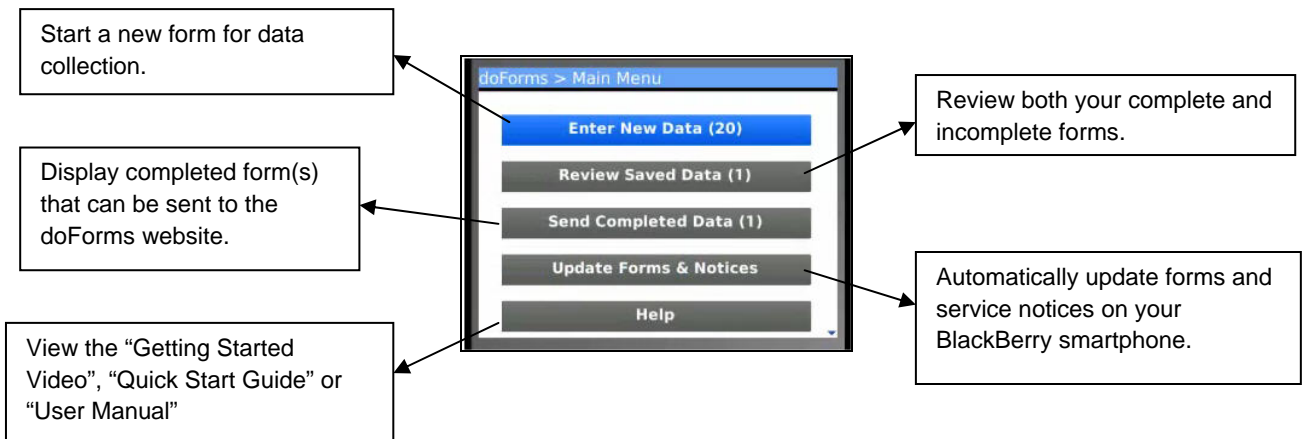 Start a new form for data
collection.
Display completed form(s)
that can be sent to the
doForms website.
View the “Getting Started
Video”, “Quick Start Guide” or
“User Manual”
doForms > Main Menu
Enter New Data (20)
Review Saved Data (1)
Send Completed Data (1)
Update Forms & Notices
Help
Review both your complete and
incomplete forms.
Automatically update forms and
service notices on your
BlackBerry smartphone.